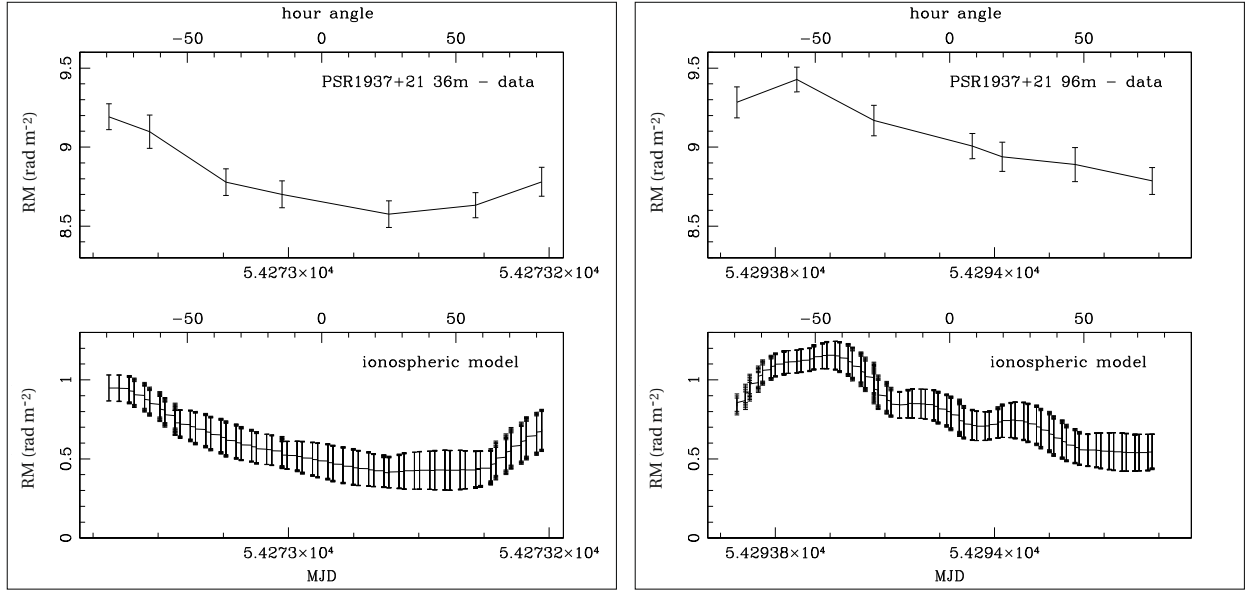 hour angle
−50 0 50
PSR1937+21 36m − data
RM (rad m⁻²)
9.5
9
8.5
5.4273×10⁴ 5.42732×10⁴
−50 0 50
ionospheric model
RM (rad m⁻²)
1
0.5
0
5.4273×10⁴ 5.42732×10⁴
MJD
hour angle
−50 0 50
PSR1937+21 96m − data
RM (rad m⁻²)
9.5
9
8.5
5.42938×10⁴ 5.4294×10⁴
−50 0 50
ionospheric model
RM (rad m⁻²)
1
0.5
0
5.42938×10⁴ 5.4294×10⁴
MJD